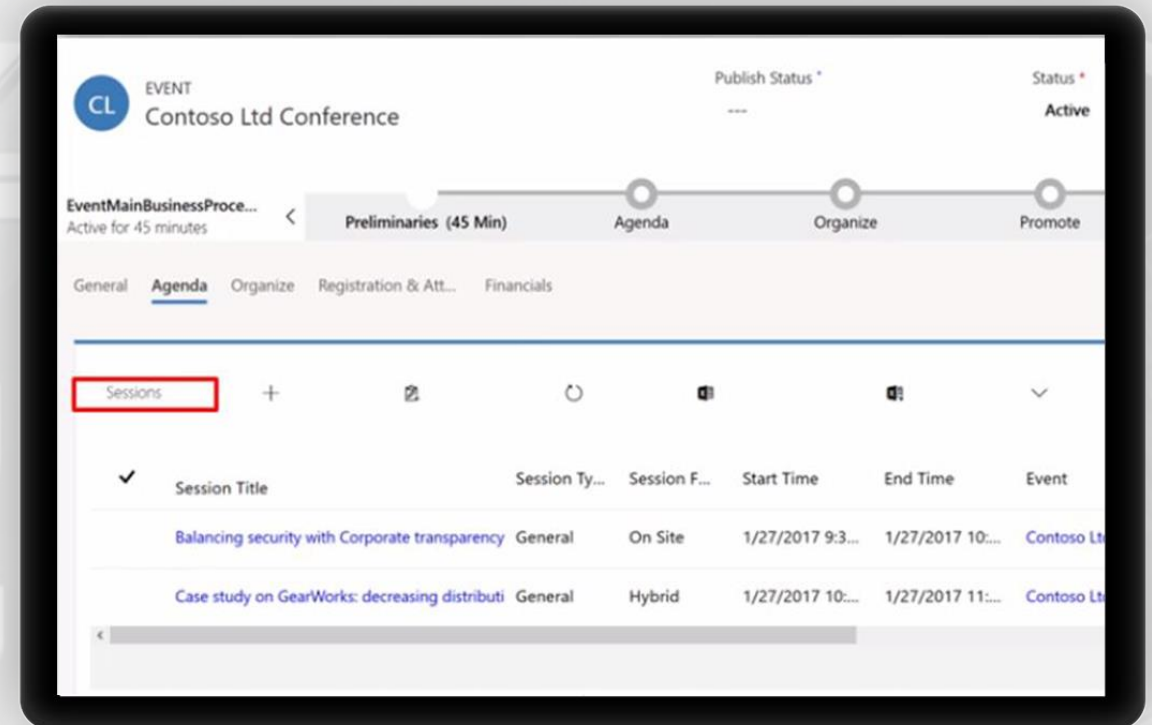 CL
EVENT
Contoso Ltd Conference
Publish Status *
---
Status *
Active
EventMainBusinessProce...
Active for 45 minutes
Preliminaries (45 Min)
Agenda
Organize
Promote
General Agenda Organize Registration & Att... Financials
Sessions
Session Title Session Ty... Session F... Start Time End Time Event
Balancing security with Corporate transparency General On Site 1/27/2017 9:3... 1/27/2017 10:... Contoso Lt
Case study on GearWorks: decreasing distributi General Hybrid 1/27/2017 10:... 1/27/2017 11:... Contoso Lt